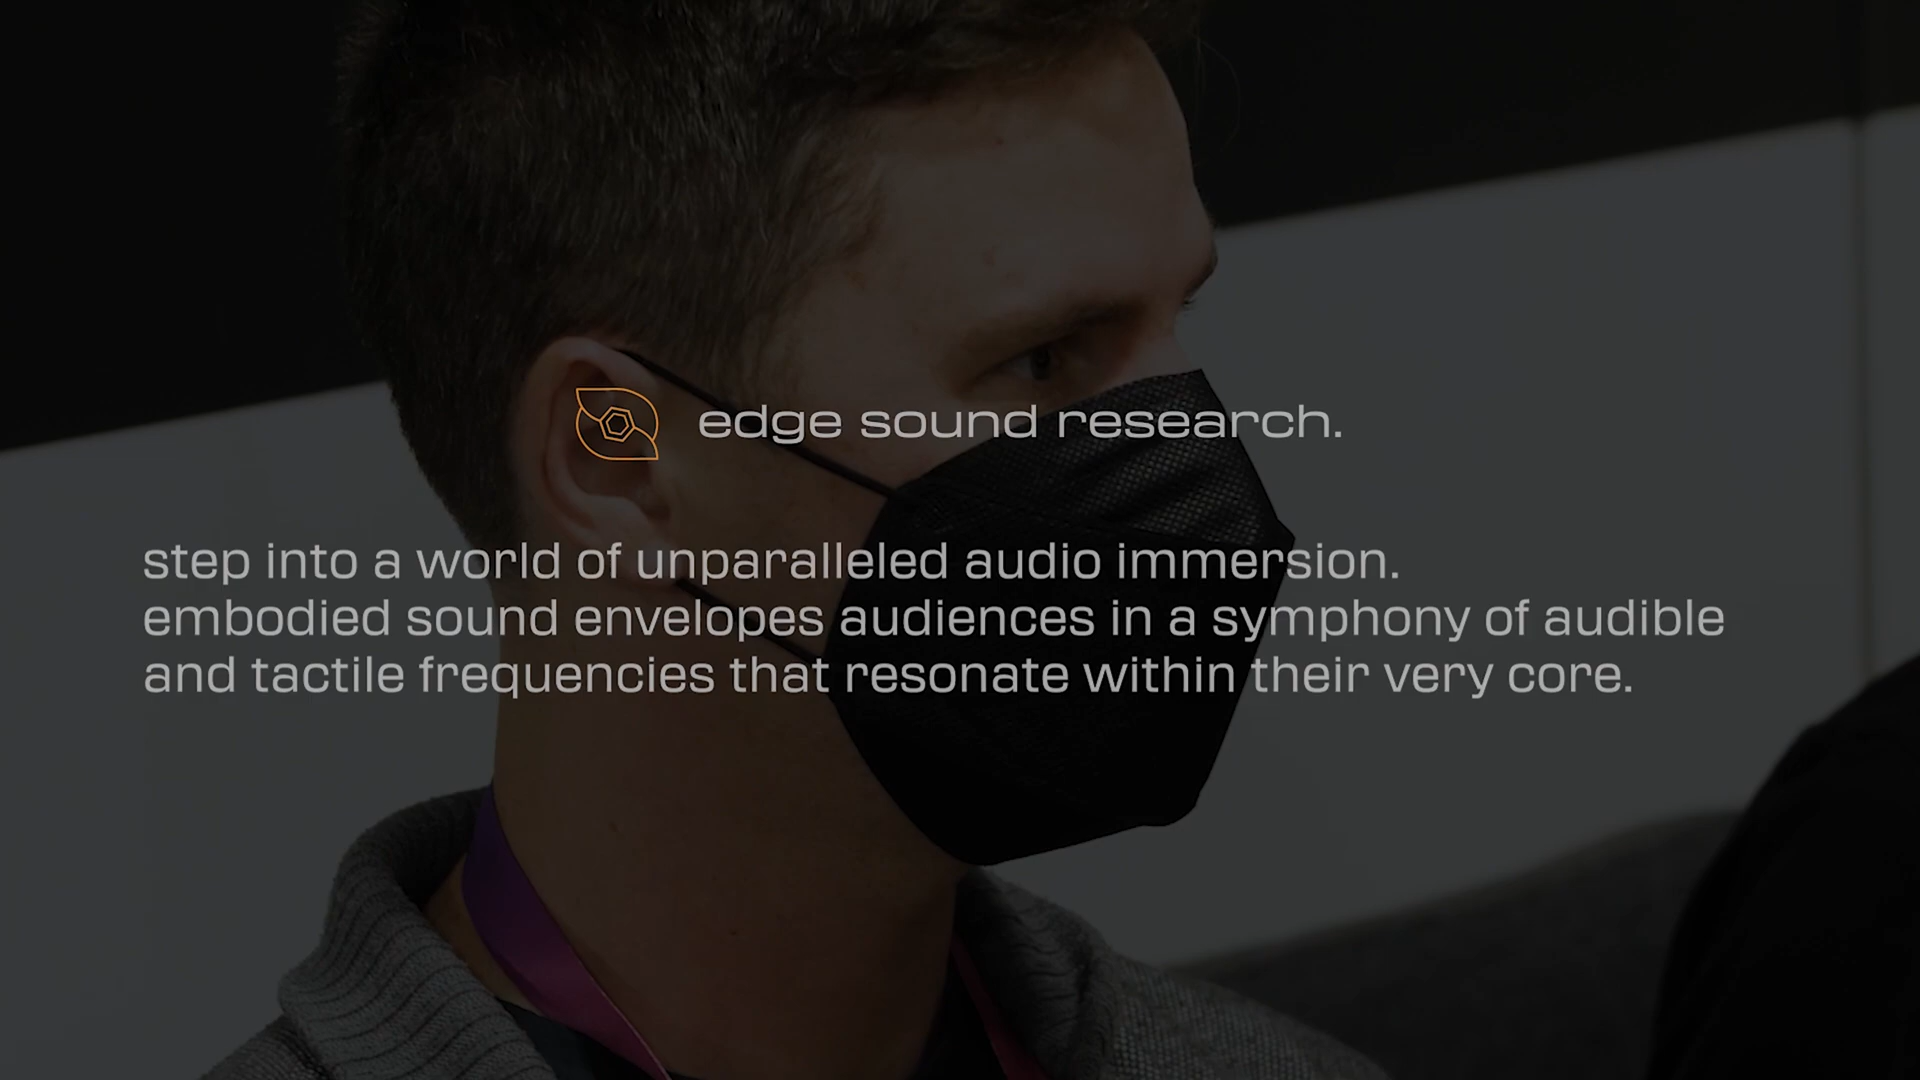 edge sound research.
step into a world of unparalleled audio immersion.
embodied sound envelopes audiences in a symphony of audible
and tactile frequencies that resonate within their very core.